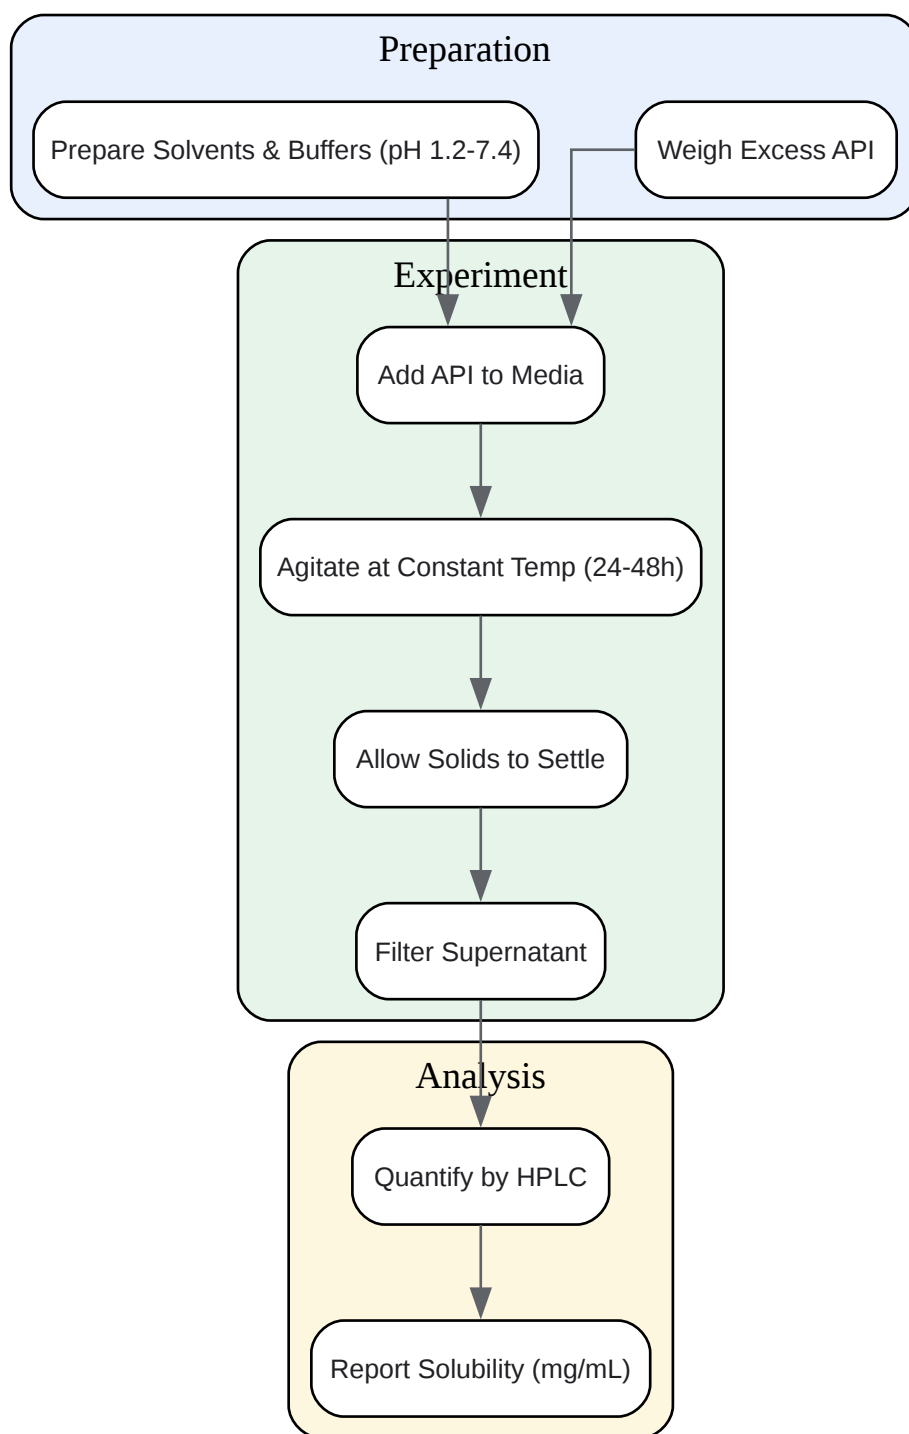 Preparation
Prepare Solvents & Buffers (pH 1.2-7.4)
Weigh Excess API
Experiment
Add API to Media
Agitate at Constant Temp (24-48h)
Allow Solids to Settle
Filter Supernatant
Analysis
Quantify by HPLC
Report Solubility (mg/mL)